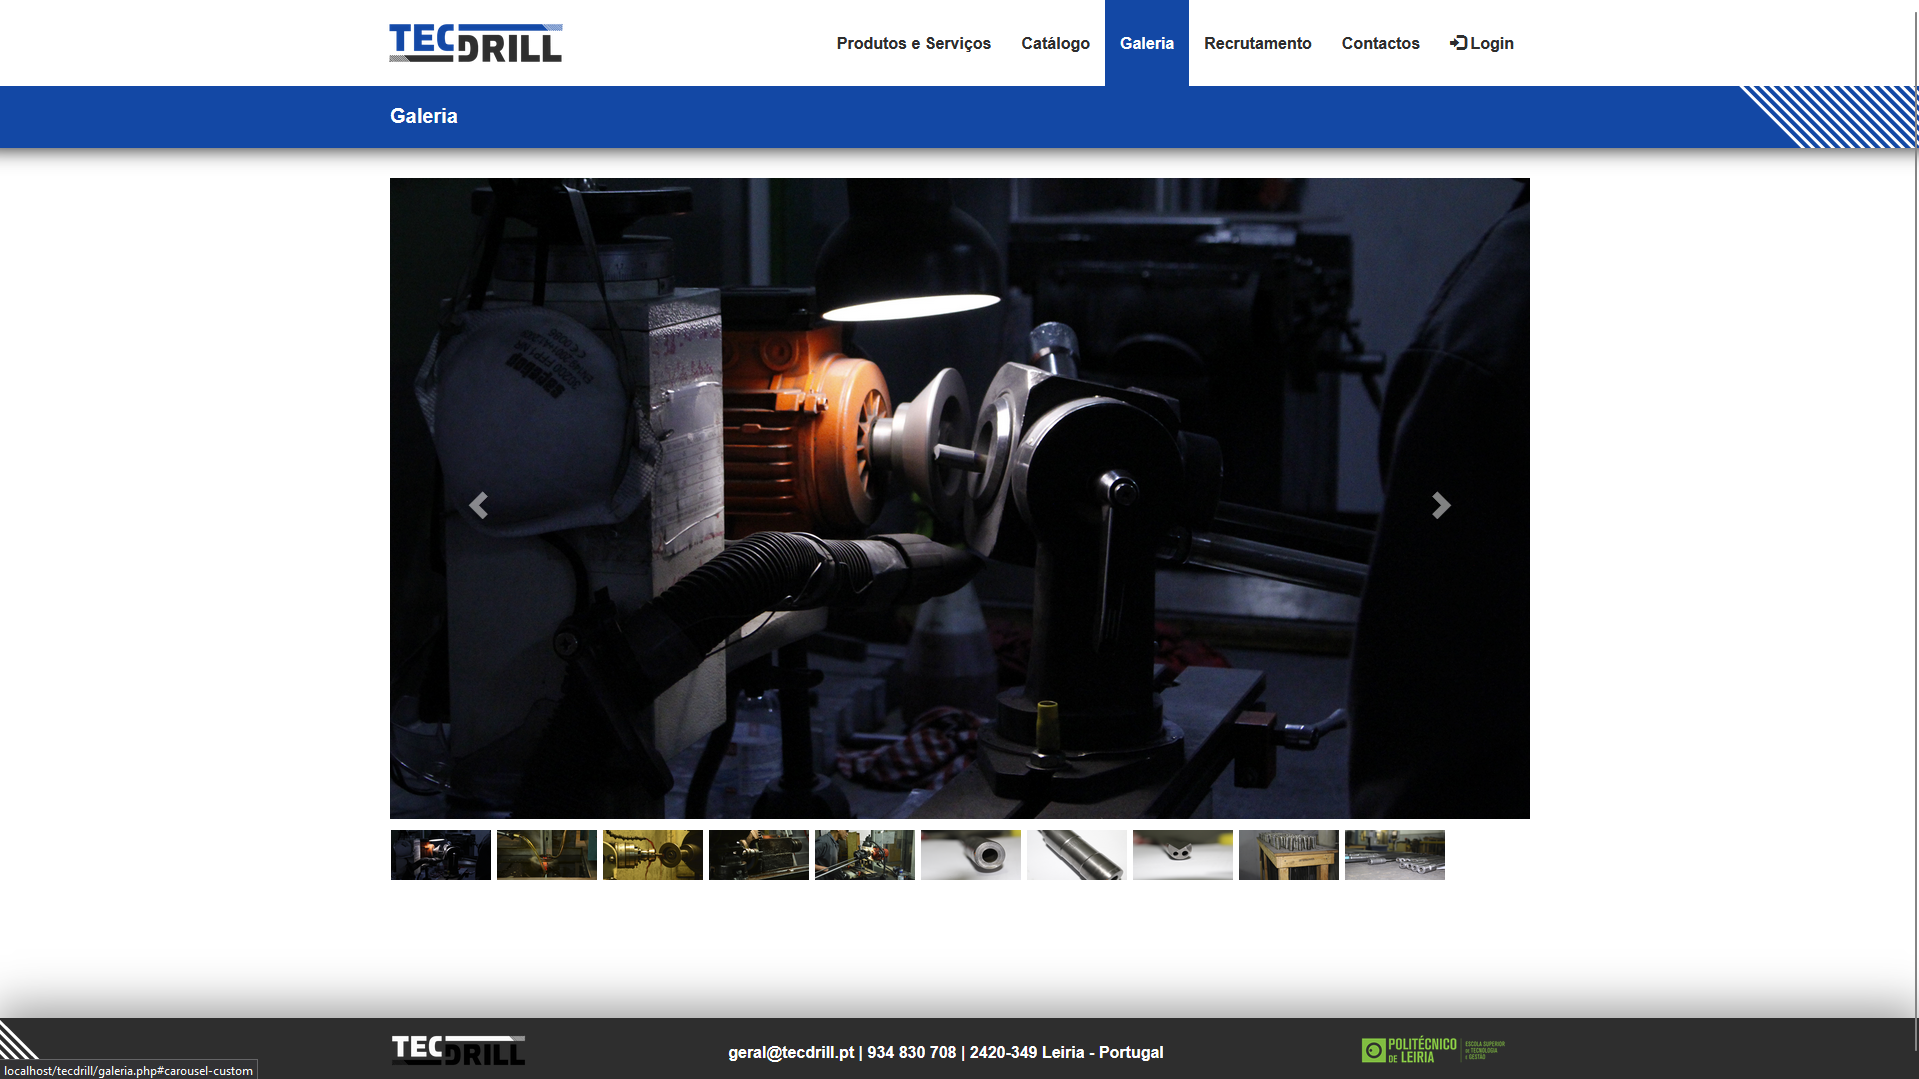 TECDRILL
Produtos e Serviços
Catálogo
Galeria
Recrutamento
Contactos
Login
Galeria
TECDRILL
geral@tecdrill.pt | 934 830 708 | 2420-349 Leiria - Portugal
POLITÉCNICO
DE LEIRIA
ESCOLA SUPERIOR
DE TECNOLOGIA
E GESTÃO
localhost/tecdrill/galeria.php#carousel-custom